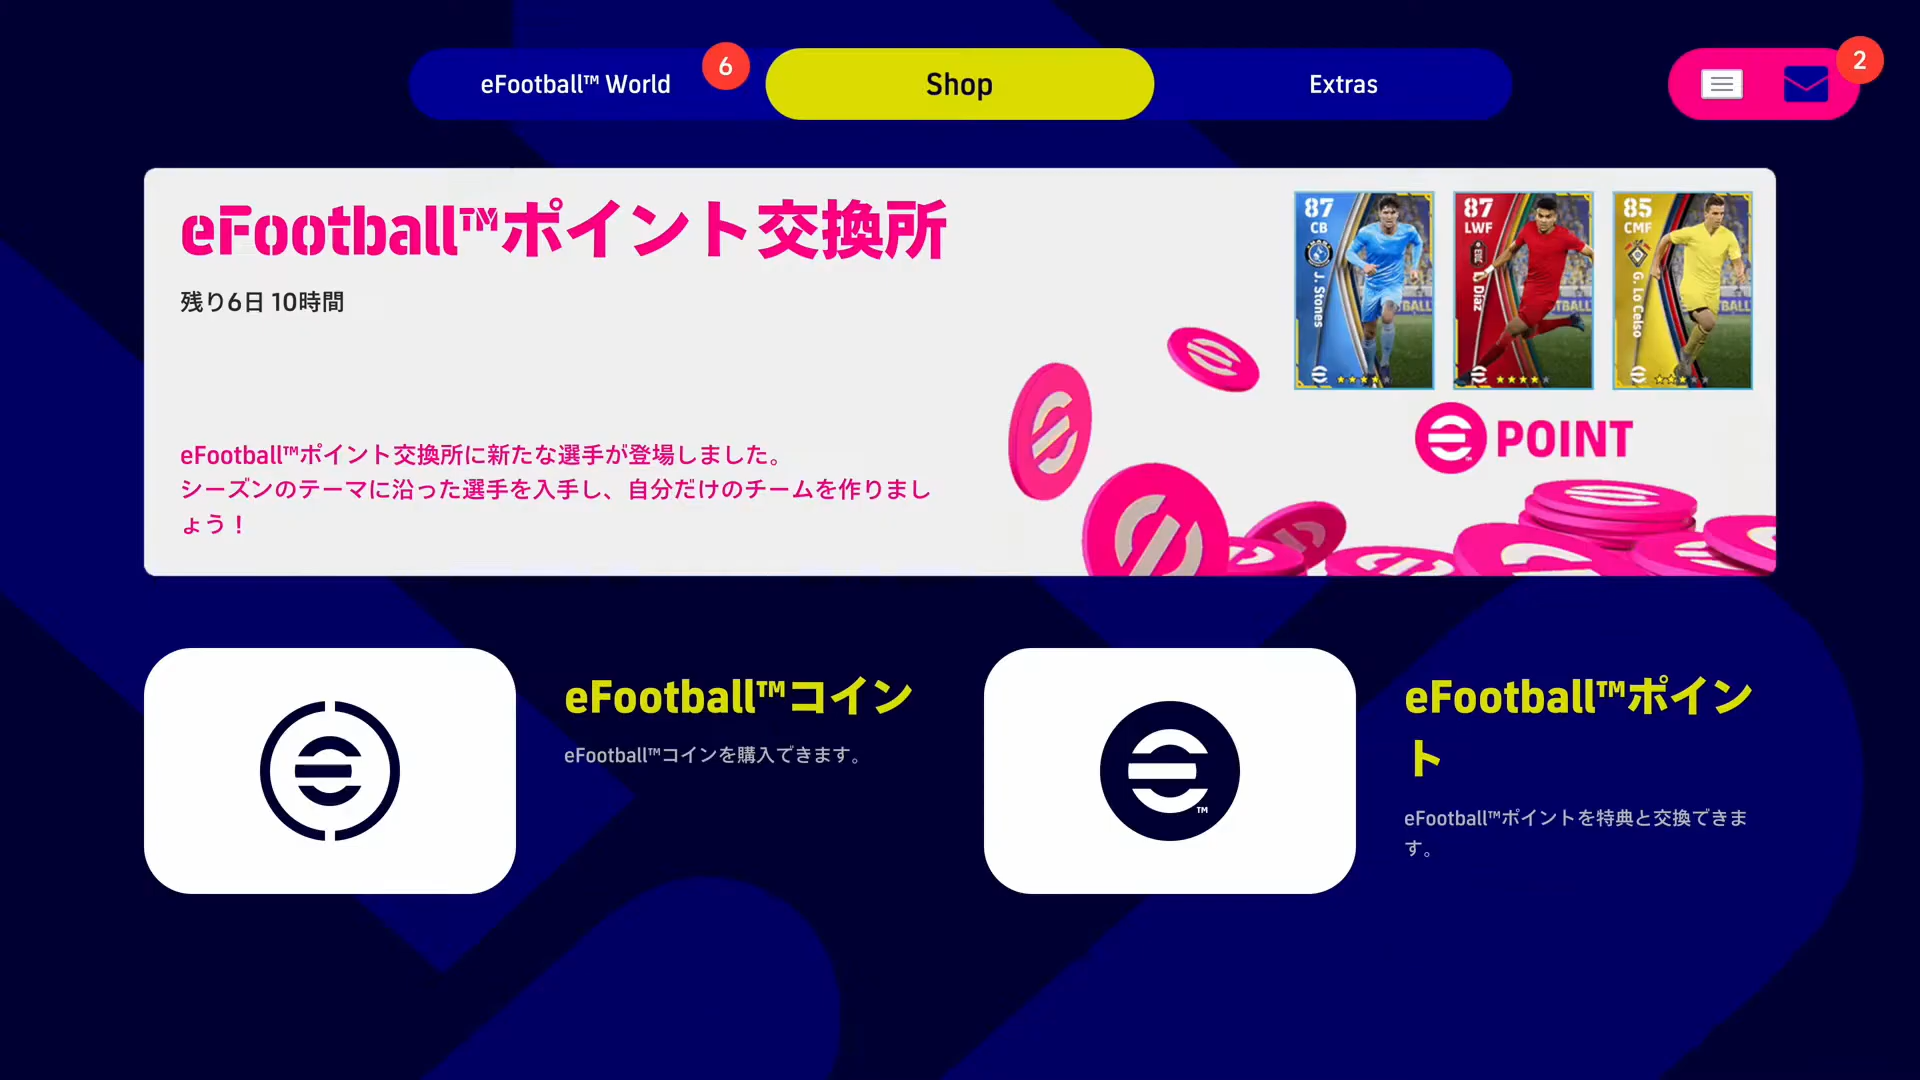 eFootball™ World
6
Shop
Extras
2
eFootball™ポイント交換所
残り6日 10時間
eFootball™ポイント交換所に新たな選手が登場しました。
シーズンのテーマに沿った選手を入手し、自分だけのチームを作りまし
ょう！
87
CB
J. Stones
87
LWF
L. Díaz
85
CMF
G. Lo Celso
POINT
eFootball™コイン
eFootball™コインを購入できます。
eFootball™ポイン
ト
eFootball™ポイントを特典と交換できま
す。